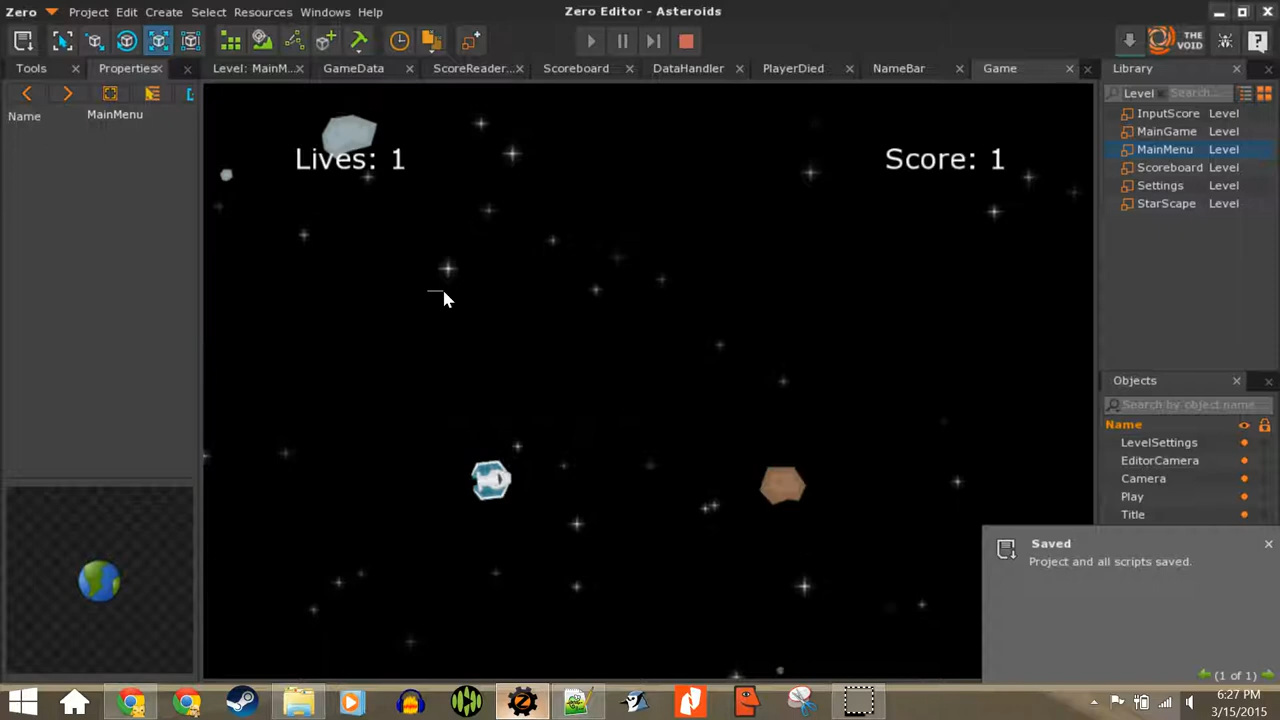 Zero Project Edit Create Select Resources Windows Help
Zero Editor - Asteroids
THE VOID
Tools Properties Level: MainM... GameData ScoreReader... Scoreboard DataHandler PlayerDied NameBar Game
Name MainMenu
Lives: 1
Score: 1
Library
Level Search...
InputScore Level
MainGame Level
MainMenu Level
Scoreboard Level
Settings Level
StarScape Level
Objects
Search by object name...
Name
LevelSettings
EditorCamera
Camera
Play
Title
Saved
Project and all scripts saved.
(1 of 1)
6:27 PM
3/15/2015